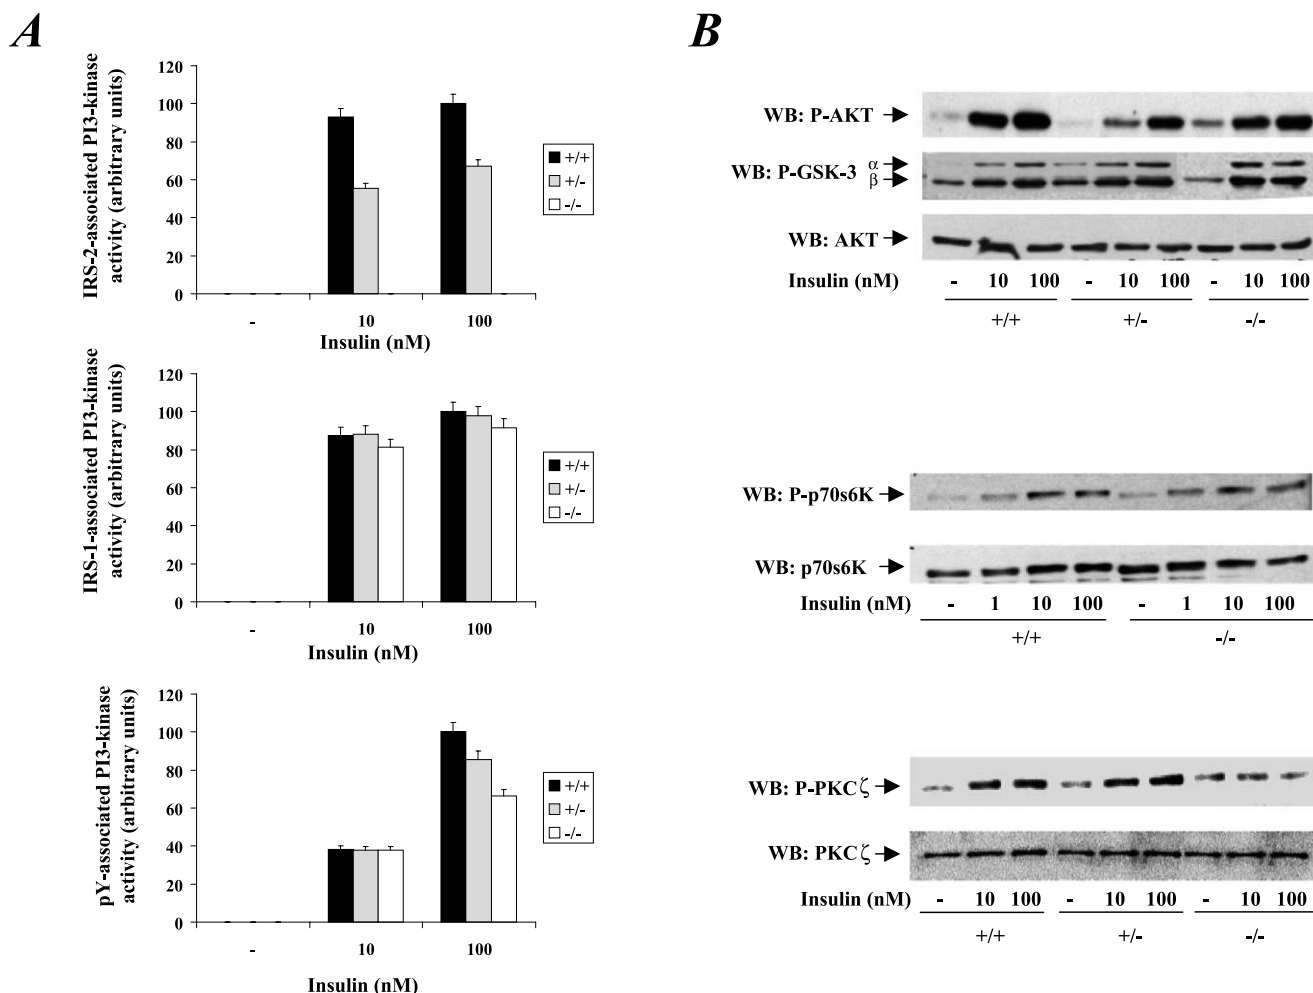 A
IRS-2-associated PI3-kinase
activity (arbitrary units)
120
100
80
60
40
20
0
- 10 100
Insulin (nM)
+/+
+/-
-/-
IRS-1-associated PI3-kinase
activity (arbitrary units)
120
100
80
60
40
20
0
- 10 100
Insulin (nM)
+/+
+/-
-/-
pY-associated PI3-kinase
activity (arbitrary units)
120
100
80
60
40
20
0
- 10 100
Insulin (nM)
+/+
+/-
-/-
B
WB: P-AKT
WB: P-GSK-3 α
β
WB: AKT
Insulin (nM) - 10 100 - 10 100 - 10 100
+/+ +/- -/-
WB: P-p70s6K
WB: p70s6K
Insulin (nM) - 1 10 100 - 1 10 100
+/+ -/-
WB: P-PKC ζ
WB: PKC ζ
Insulin (nM) - 10 100 - 10 100 - 10 100
+/+ +/- -/-